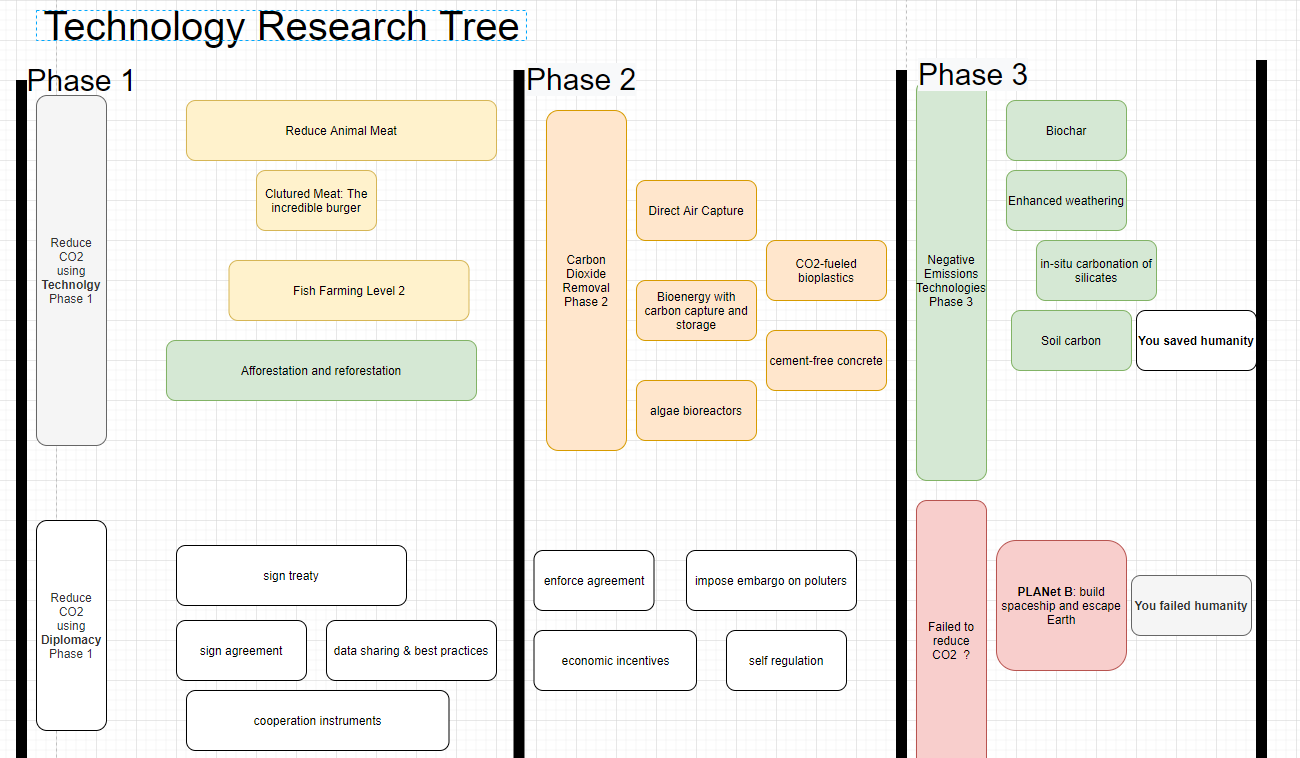 Technology Research Tree
Phase 1
Reduce
CO2
using
Technolgy
Phase 1
Reduce Animal Meat
Clutured Meat: The
incredible burger
Fish Farming Level 2
Afforestation and reforestation
Reduce
CO2
using
Diplomacy
Phase 1
sign treaty
sign agreement
data sharing & best practices
cooperation instruments
Phase 2
Carbon
Dioxide
Removal
Phase 2
Direct Air Capture
CO2-fueled
bioplastics
Bioenergy with
carbon capture and
storage
cement-free concrete
algae bioreactors
enforce agreement
impose embargo on poluters
economic incentives
self regulation
Phase 3
Negative
Emissions
Technologies
Phase 3
Biochar
Enhanced weathering
in-situ carbonation of
silicates
Soil carbon
You saved humanity
Failed to
reduce
CO2 ?
PLANet B: build
spaceship and escape
Earth
You failed humanity